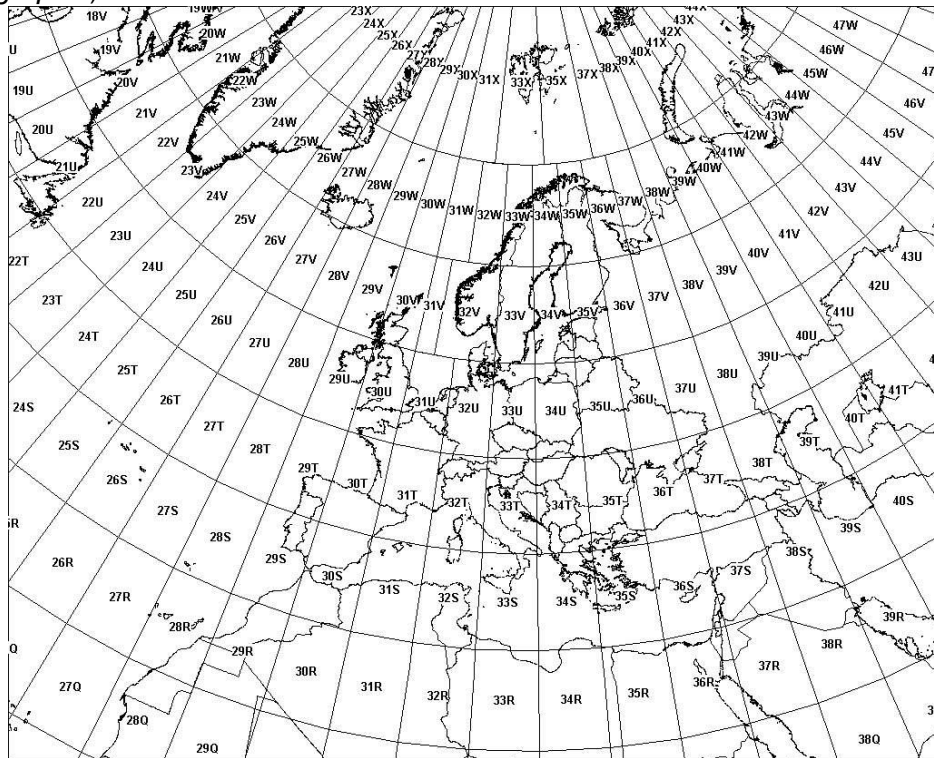 23X 44X
18V 19W 24X 43X 47W
20W 25X 42X
19V 21W 26X 41X 46W
27X 40X
28X 39X
20V 22W 29X 30X 31X 33X 35X 37X 38X 45W 47
19U 23W 44W 46V
21V 24W 43W
20U 22V 25W 42W 45V
21U 23V 26W 41W 44V
27W 40W
22U 24V 28W 39W 43V
29W 38W
25V 30W 31W 32W 33W 34W 35W 36W 37W 42V
23U 26V 41V
22T 24U 27V 40V 43U
23T 25U 28V 39V 42U
29V 30V 31V 32V 33V 34V 35V 36V 37V 38V
24T 26U 27U 40U 41U
28U 29U 39U
25T 30U 31U 32U 33U 34U 35U 36U 37U 38U 41T
24S 26T 27T 40T
25S 28T 39T
26S 29T 30T 31T 32T 33T 34T 35T 36T 37T 38T 40S
27S 28S 39S
5R 29S 38S
26R 30S 31S 32S 33S 34S 35S 36S 37S
27R 28R 39R
Q 29R 38R
27Q 30R 31R 32R 33R 34R 35R 36R 37R
28Q
29Q 38Q